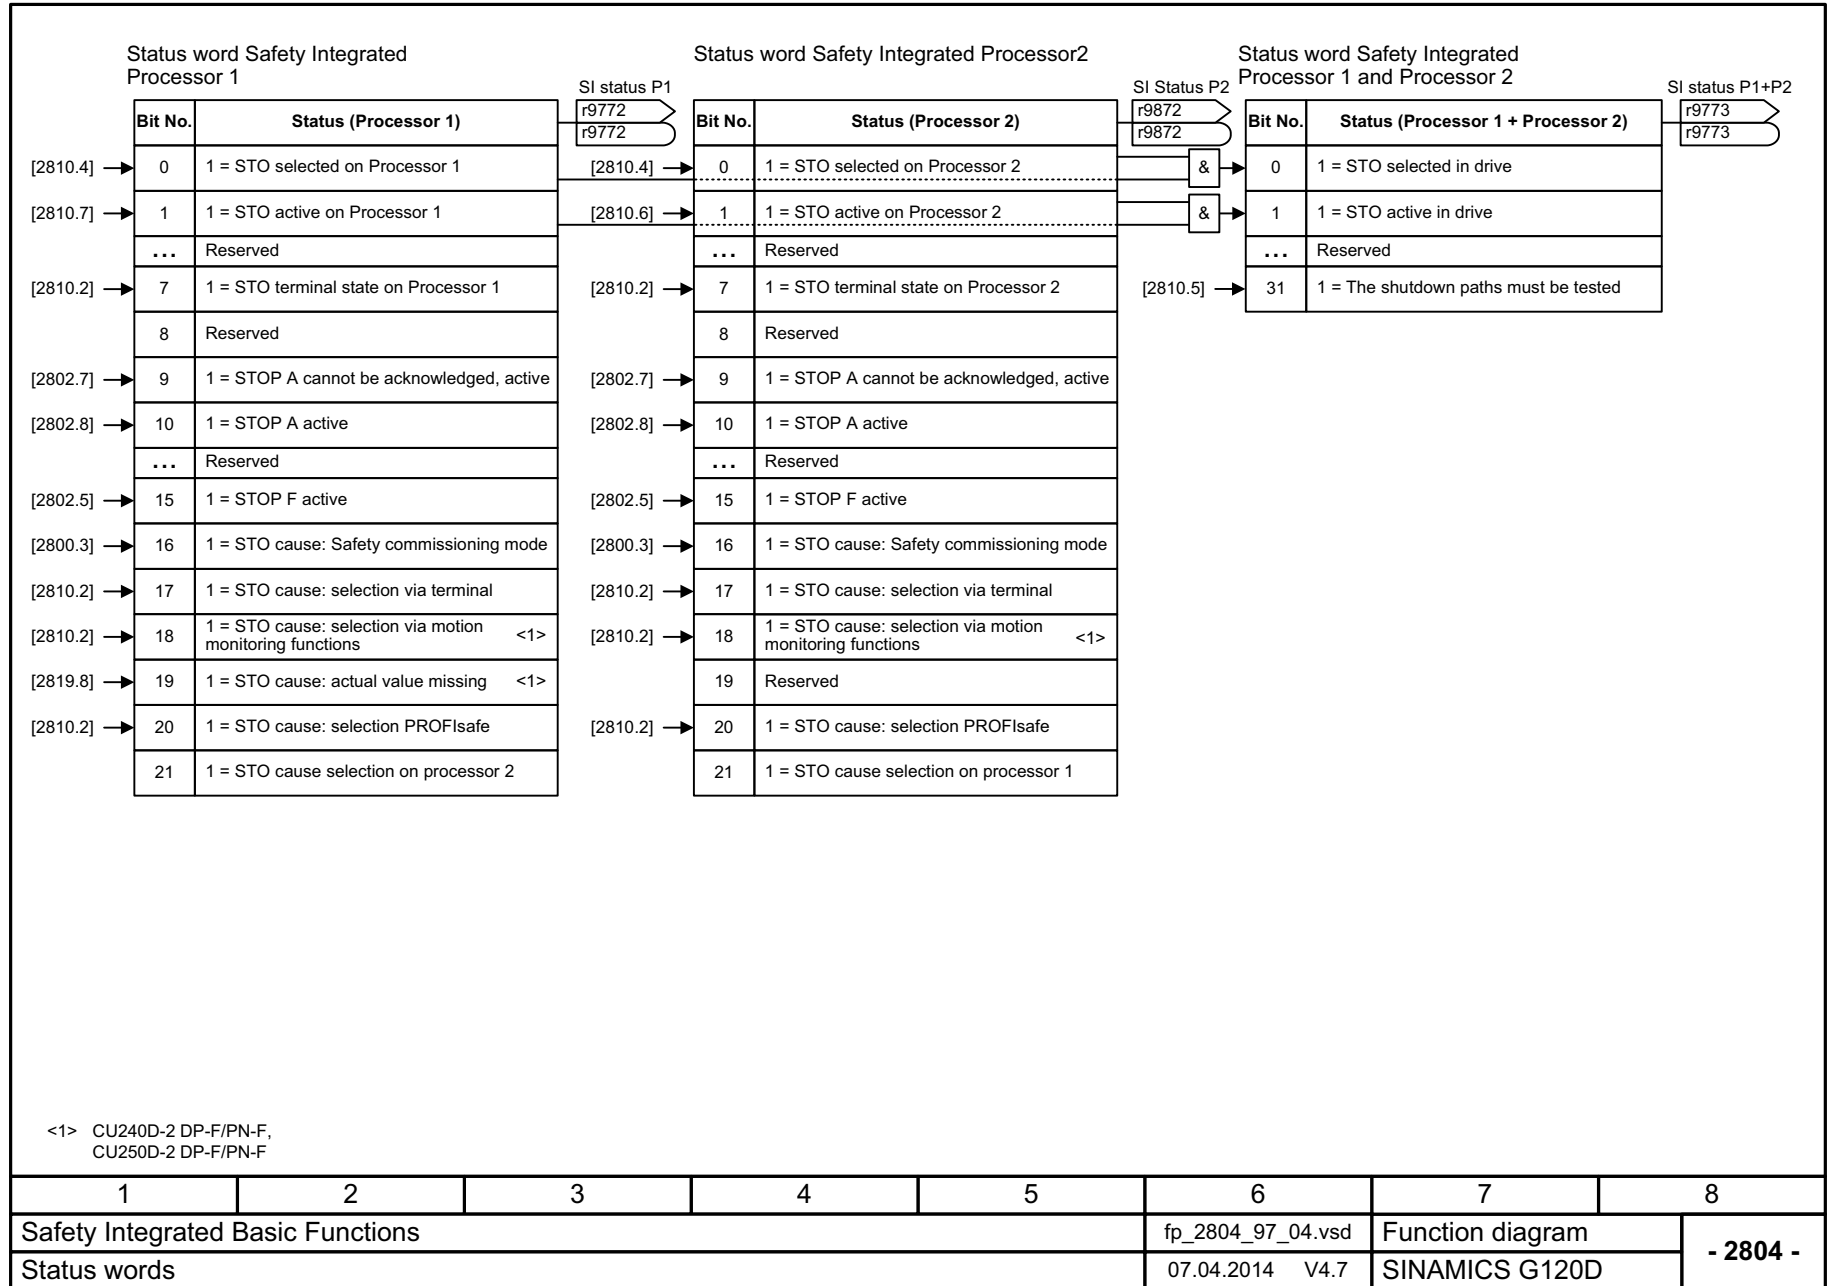 Status word Safety Integrated
Processor 1
SI status P1
r9772
r9772
Bit No. Status (Processor 1)
[2810.4] 0 1 = STO selected on Processor 1
[2810.7] 1 1 = STO active on Processor 1
... Reserved
[2810.2] 7 1 = STO terminal state on Processor 1
8 Reserved
[2802.7] 9 1 = STOP A cannot be acknowledged, active
[2802.8] 10 1 = STOP A active
... Reserved
[2802.5] 15 1 = STOP F active
[2800.3] 16 1 = STO cause: Safety commissioning mode
[2810.2] 17 1 = STO cause: selection via terminal
[2810.2] 18 1 = STO cause: selection via motion
monitoring functions <1>
[2819.8] 19 1 = STO cause: actual value missing <1>
[2810.2] 20 1 = STO cause: selection PROFIsafe
21 1 = STO cause selection on processor 2
Status word Safety Integrated Processor2
SI Status P2
r9872
r9872
Bit No. Status (Processor 2)
[2810.4] 0 1 = STO selected on Processor 2
&
[2810.6] 1 1 = STO active on Processor 2
&
... Reserved
[2810.2] 7 1 = STO terminal state on Processor 2
8 Reserved
[2802.7] 9 1 = STOP A cannot be acknowledged, active
[2802.8] 10 1 = STOP A active
... Reserved
[2802.5] 15 1 = STOP F active
[2800.3] 16 1 = STO cause: Safety commissioning mode
[2810.2] 17 1 = STO cause: selection via terminal
[2810.2] 18 1 = STO cause: selection via motion
monitoring functions <1>
19 Reserved
[2810.2] 20 1 = STO cause: selection PROFIsafe
21 1 = STO cause selection on processor 1
Status word Safety Integrated
Processor 1 and Processor 2
SI status P1+P2
r9773
r9773
Bit No. Status (Processor 1 + Processor 2)
0 1 = STO selected in drive
1 1 = STO active in drive
... Reserved
[2810.5] 31 1 = The shutdown paths must be tested
<1> CU240D-2 DP-F/PN-F,
CU250D-2 DP-F/PN-F
1 2 3 4 5 6 7 8
Safety Integrated Basic Functions fp_2804_97_04.vsd Function diagram
- 2804 -
Status words 07.04.2014 V4.7 SINAMICS G120D